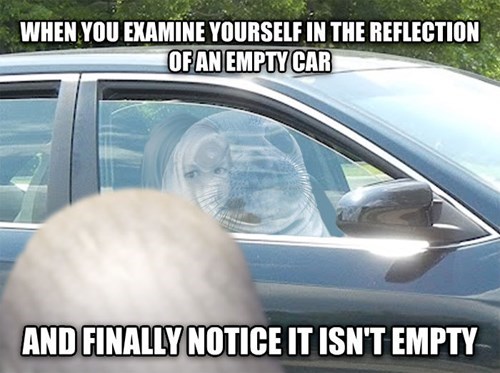 WHEN YOU EXAMINE YOURSELF IN THE REFLECTION
OF AN EMPTY CAR
AND FINALLY NOTICE IT ISN'T EMPTY